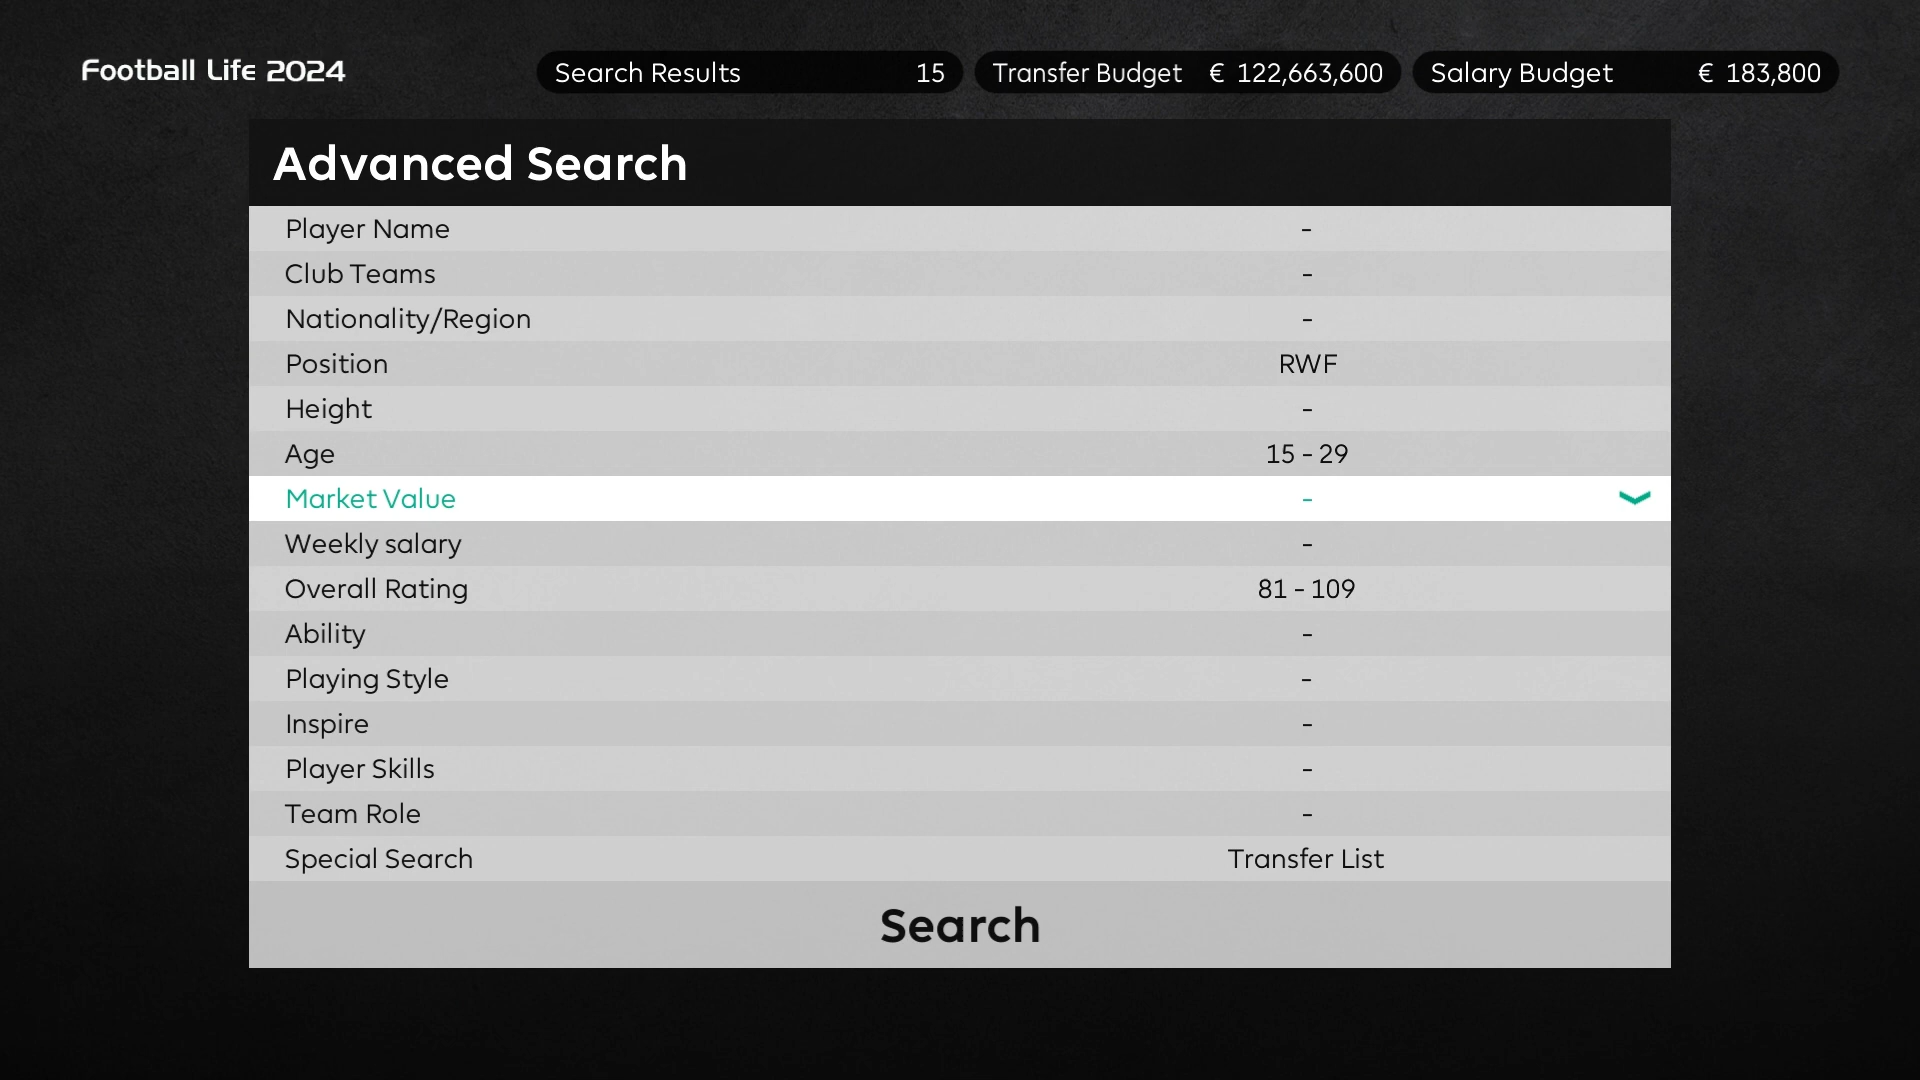 Football Life 2024
Search Results 15
Transfer Budget € 122,663,600
Salary Budget € 183,800
Advanced Search
Player Name -
Club Teams -
Nationality/Region -
Position RWF
Height -
Age 15 - 29
Market Value -
Weekly salary -
Overall Rating 81 - 109
Ability -
Playing Style -
Inspire -
Player Skills -
Team Role -
Special Search Transfer List
Search